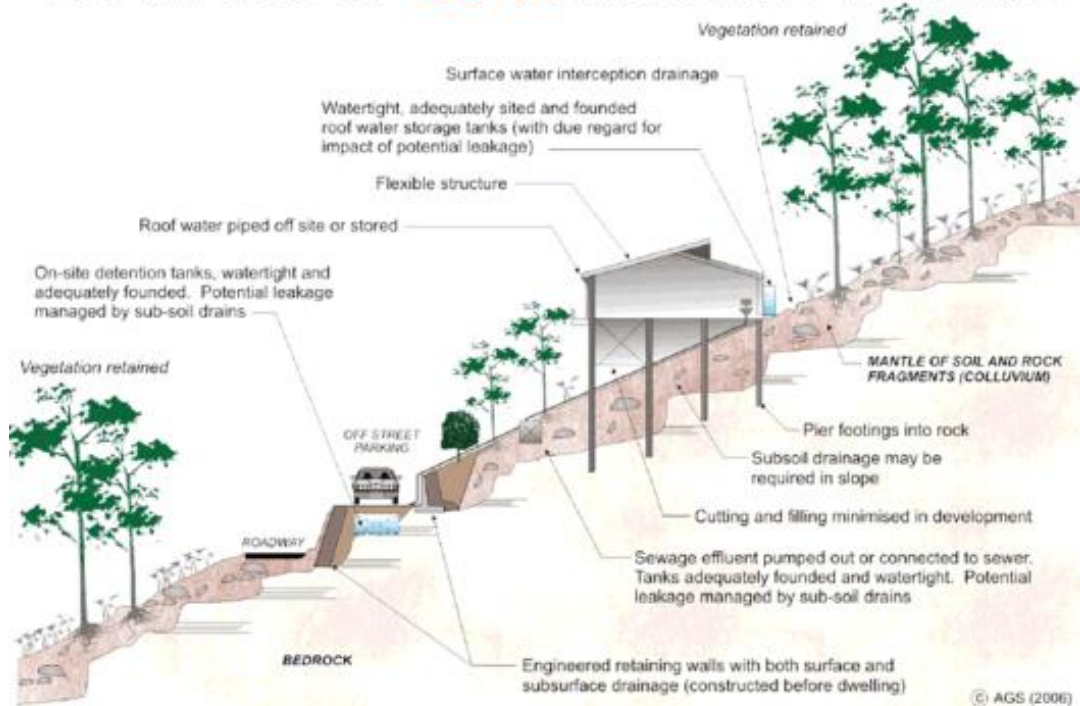 Vegetation retained
Surface water interception drainage
Watertight, adequately sited and founded
roof water storage tanks (with due regard for
impact of potential leakage)
Flexible structure
Roof water piped off site or stored
On-site detention tanks, watertight and
adequately founded. Potential leakage
managed by sub-soil drains
Vegetation retained
MANTLE OF SOIL AND ROCK
FRAGMENTS (COLLUVIUM)
OFF STREET
PARKING
Pier footings into rock
Subsoil drainage may be
required in slope
Cutting and filling minimised in development
ROADWAY
Sewage effluent pumped out or connected to sewer.
Tanks adequately founded and watertight. Potential
leakage managed by sub-soil drains
BEDROCK
Engineered retaining walls with both surface and
subsurface drainage (constructed before dwelling)
© AGS (2006)